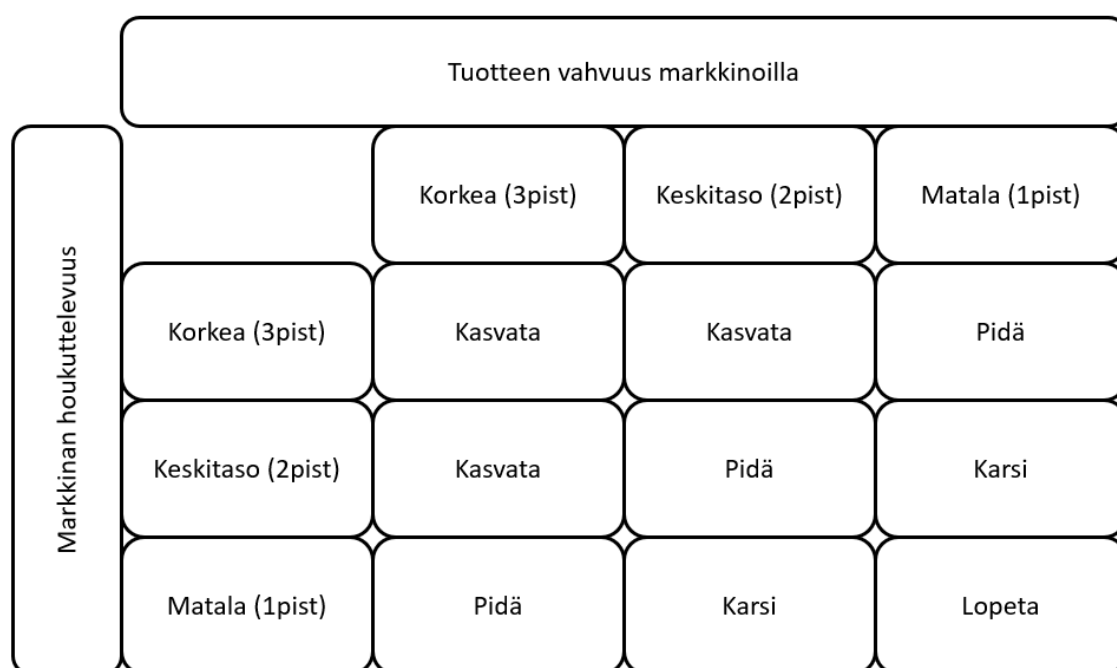 Tuotteen vahvuus markkinoilla
Markkinan houkuttelevuus
Korkea (3pist) Keskitaso (2pist) Matala (1pist)
Korkea (3pist) Kasvata Kasvata Pidä
Keskitaso (2pist) Kasvata Pidä Karsi
Matala (1pist) Pidä Karsi Lopeta